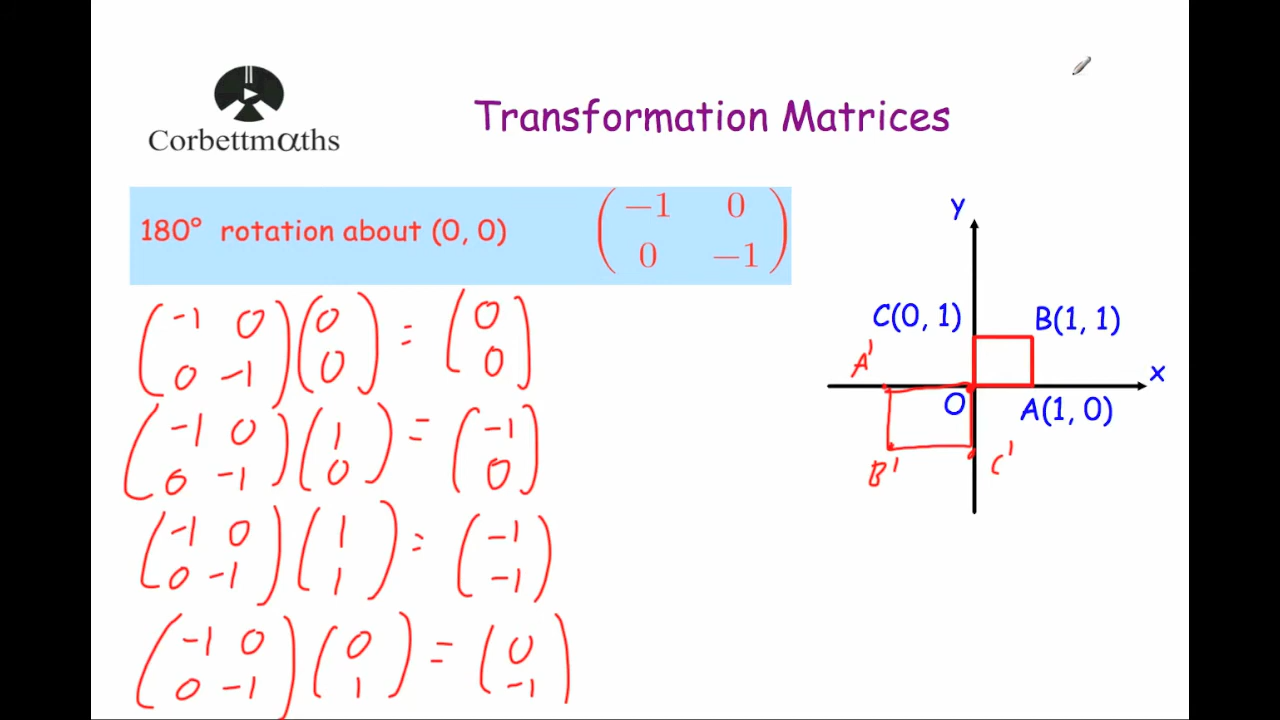 Corbettmαths
Transformation Matrices
180° rotation about (0, 0) (−1 0
0 −1)
(-1 0
0 -1)(0
0) = (0
0)
(-1 0
0 -1)(1
0) = (-1
0)
(-1 0
0 -1)(1
1) = (-1
-1)
(-1 0
0 -1)(0
1) = (0
-1)
y
C(0, 1) B(1, 1)
A' x
O A(1, 0)
B' C'